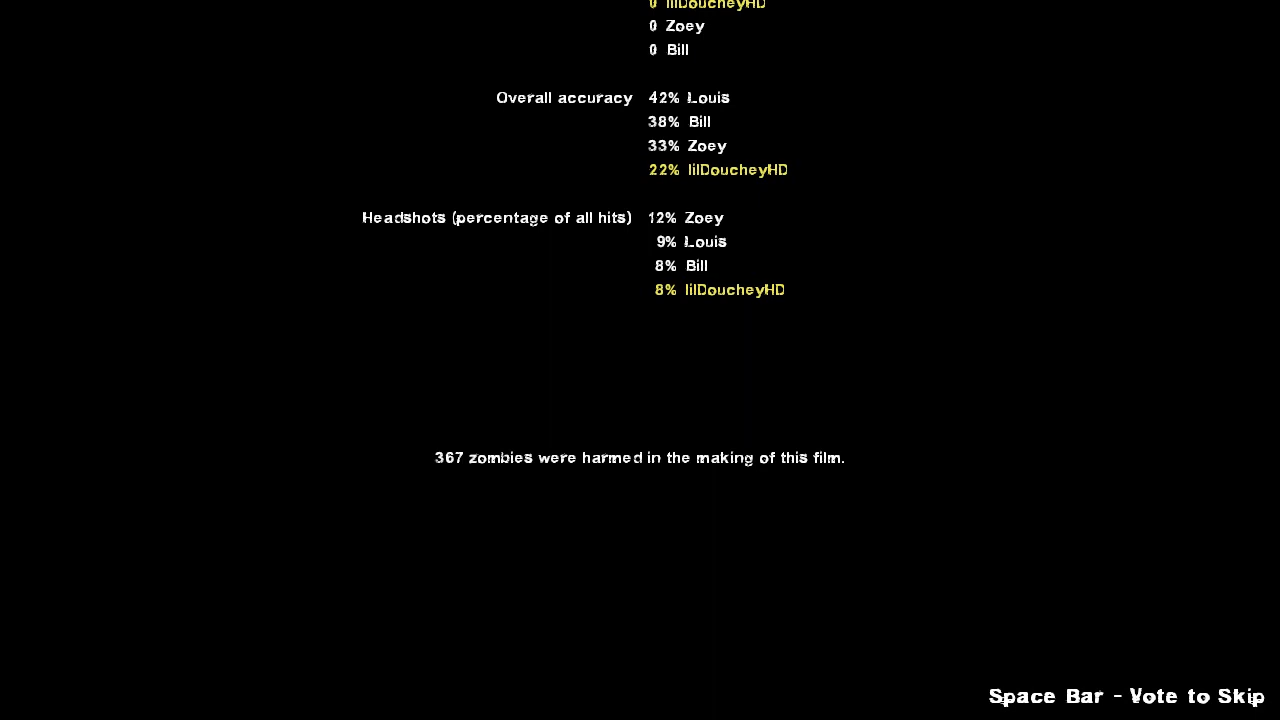 0 lilDoucheyHD
0 Zoey
0 Bill
Overall accuracy 42% Louis
38% Bill
33% Zoey
22% lilDoucheyHD
Headshots (percentage of all hits) 12% Zoey
9% Louis
8% Bill
8% lilDoucheyHD
367 zombies were harmed in the making of this film.
Space Bar - Vote to Skip